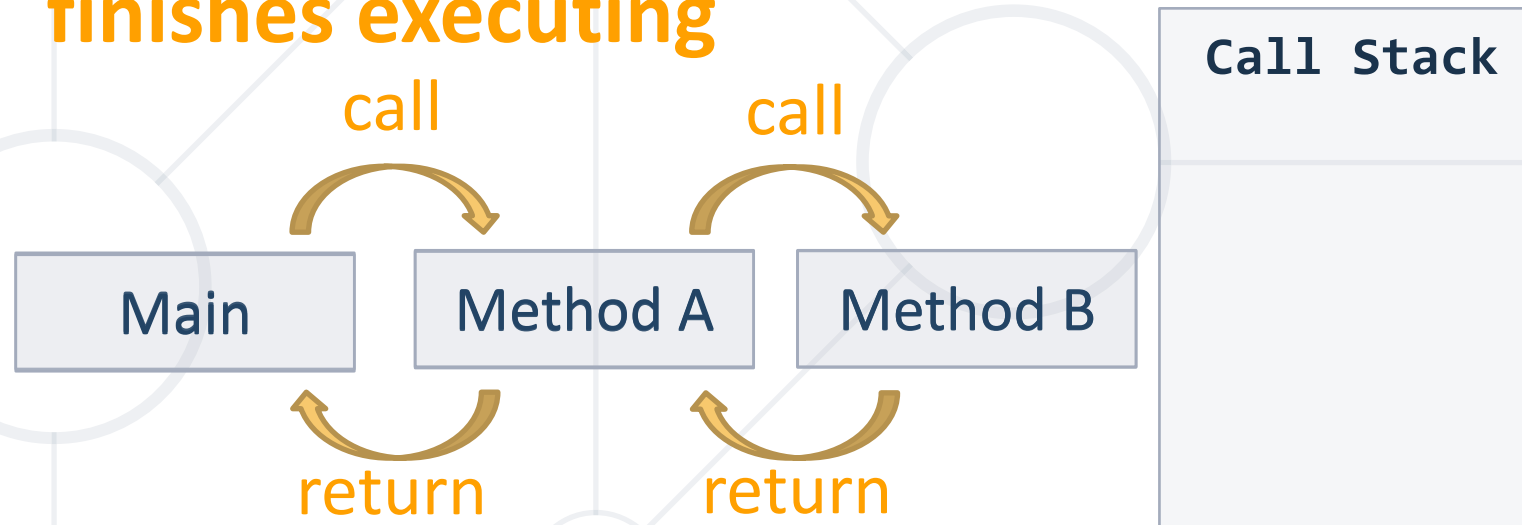 finishes executing
Call Stack
call
call
Main
Method A
Method B
return
return